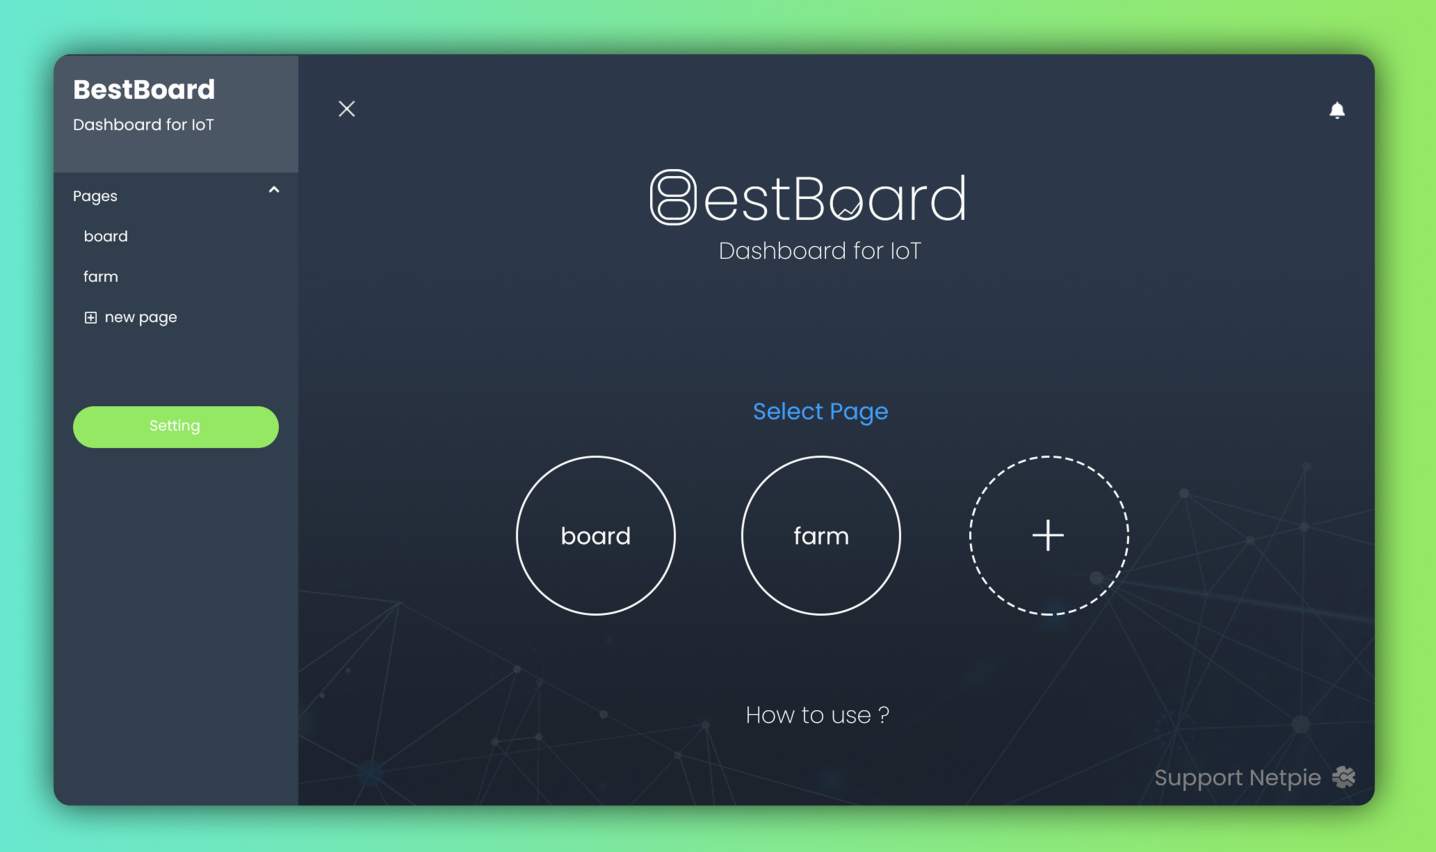 BestBoard
Dashboard for IoT
Pages
board
farm
new page
Setting
BestBoard
Dashboard for IoT
Select Page
board
farm
How to use ?
Support Netpie